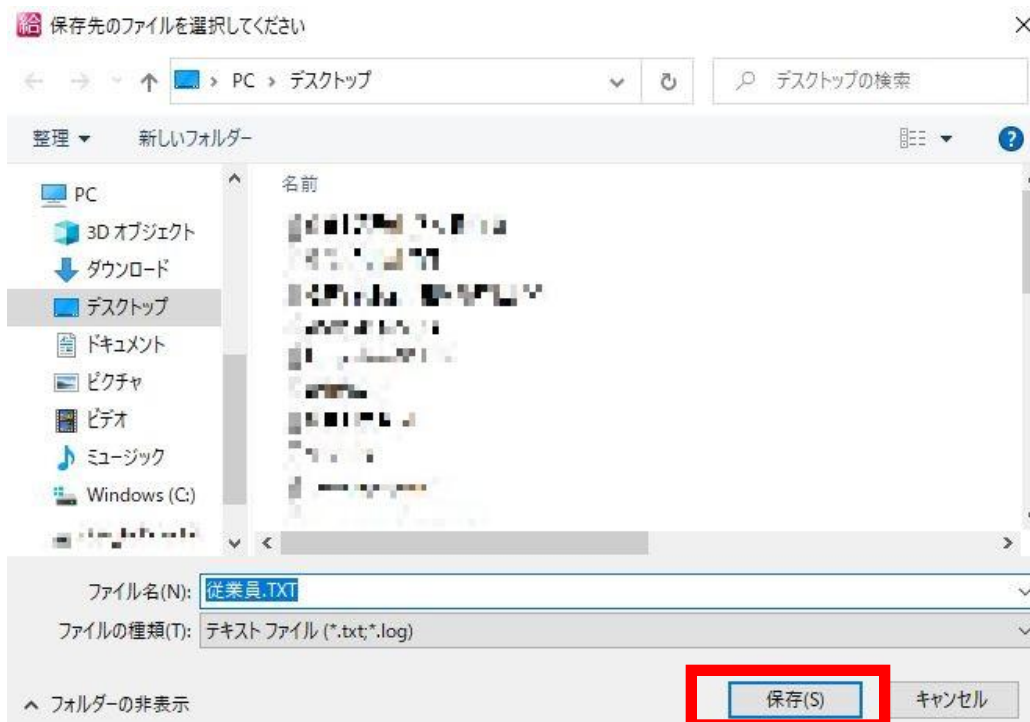 給 保存先のファイルを選択してください
PC › デスクトップ
デスクトップの検索
整理 新しいフォルダー
名前
PC
3D オブジェクト
ダウンロード
デスクトップ
ドキュメント
ピクチャ
ビデオ
ミュージック
Windows (C:)
ファイル名(N): 従業員.TXT
ファイルの種類(T): テキスト ファイル (*.txt;*.log)
フォルダーの非表示
保存(S) キャンセル